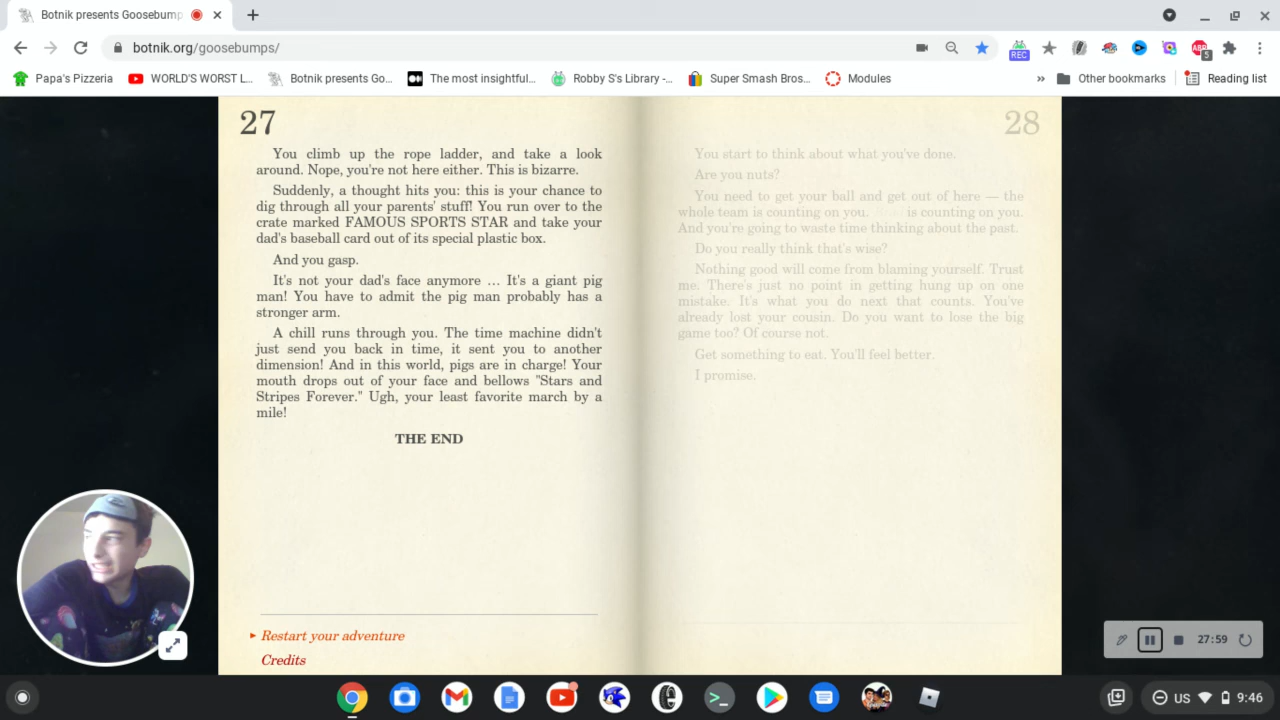 Botnik presents Goosebump
botnik.org/goosebumps/
REC
ABP
5
Papa's Pizzeria
WORLD'S WORST L...
Botnik presents Go...
The most insightful...
Robby S's Library -...
Super Smash Bros...
Modules
»
Other bookmarks
Reading list
27
You climb up the rope ladder, and take a look
around. Nope, you're not here either. This is bizarre.
Suddenly, a thought hits you: this is your chance to
dig through all your parents' stuff! You run over to the
crate marked FAMOUS SPORTS STAR and take your
dad's baseball card out of its special plastic box.
And you gasp.
It's not your dad's face anymore … It's a giant pig
man! You have to admit the pig man probably has a
stronger arm.
A chill runs through you. The time machine didn't
just send you back in time, it sent you to another
dimension! And in this world, pigs are in charge! Your
mouth drops out of your face and bellows "Stars and
Stripes Forever." Ugh, your least favorite march by a
mile!
THE END
Restart your adventure
Credits
28
You start to think about what you've done.
Are you nuts?
You need to get your ball and get out of here — the
whole team is counting on you. is counting on you.
And you're going to waste time thinking about the past.
Do you really think that's wise?
Nothing good will come from blaming yourself. Trust
me. There's just no point in getting hung up on one
mistake. It's what you do next that counts. You've
already lost your cousin. Do you want to lose the big
game too? Of course not.
Get something to eat. You'll feel better.
I promise.
27:59
US
9:46